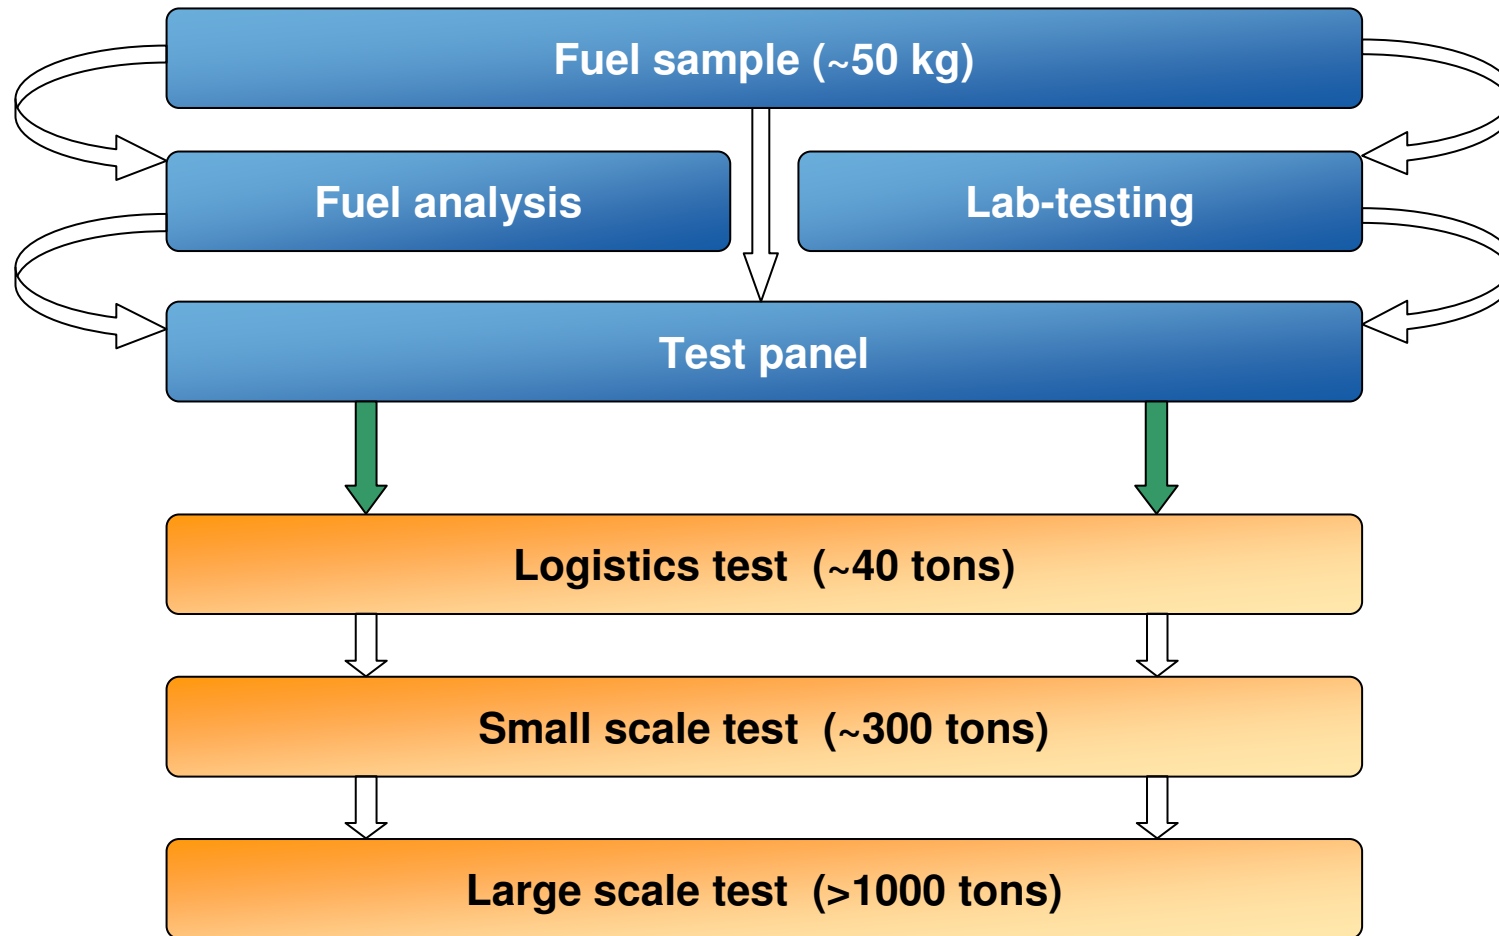 Fuel sample (~50 kg)
Fuel analysis
Lab-testing
Test panel
Logistics test  (~40 tons)
Small scale test  (~300 tons)
Large scale test  (>1000 tons)